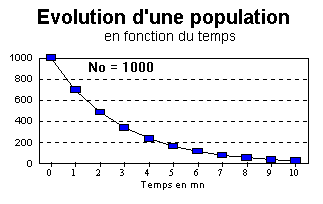 Evolution d'une population
en fonction du temps
No = 1000
1000
800
600
400
200
0
0 1 2 3 4 5 6 7 8 9 10
Temps en mn